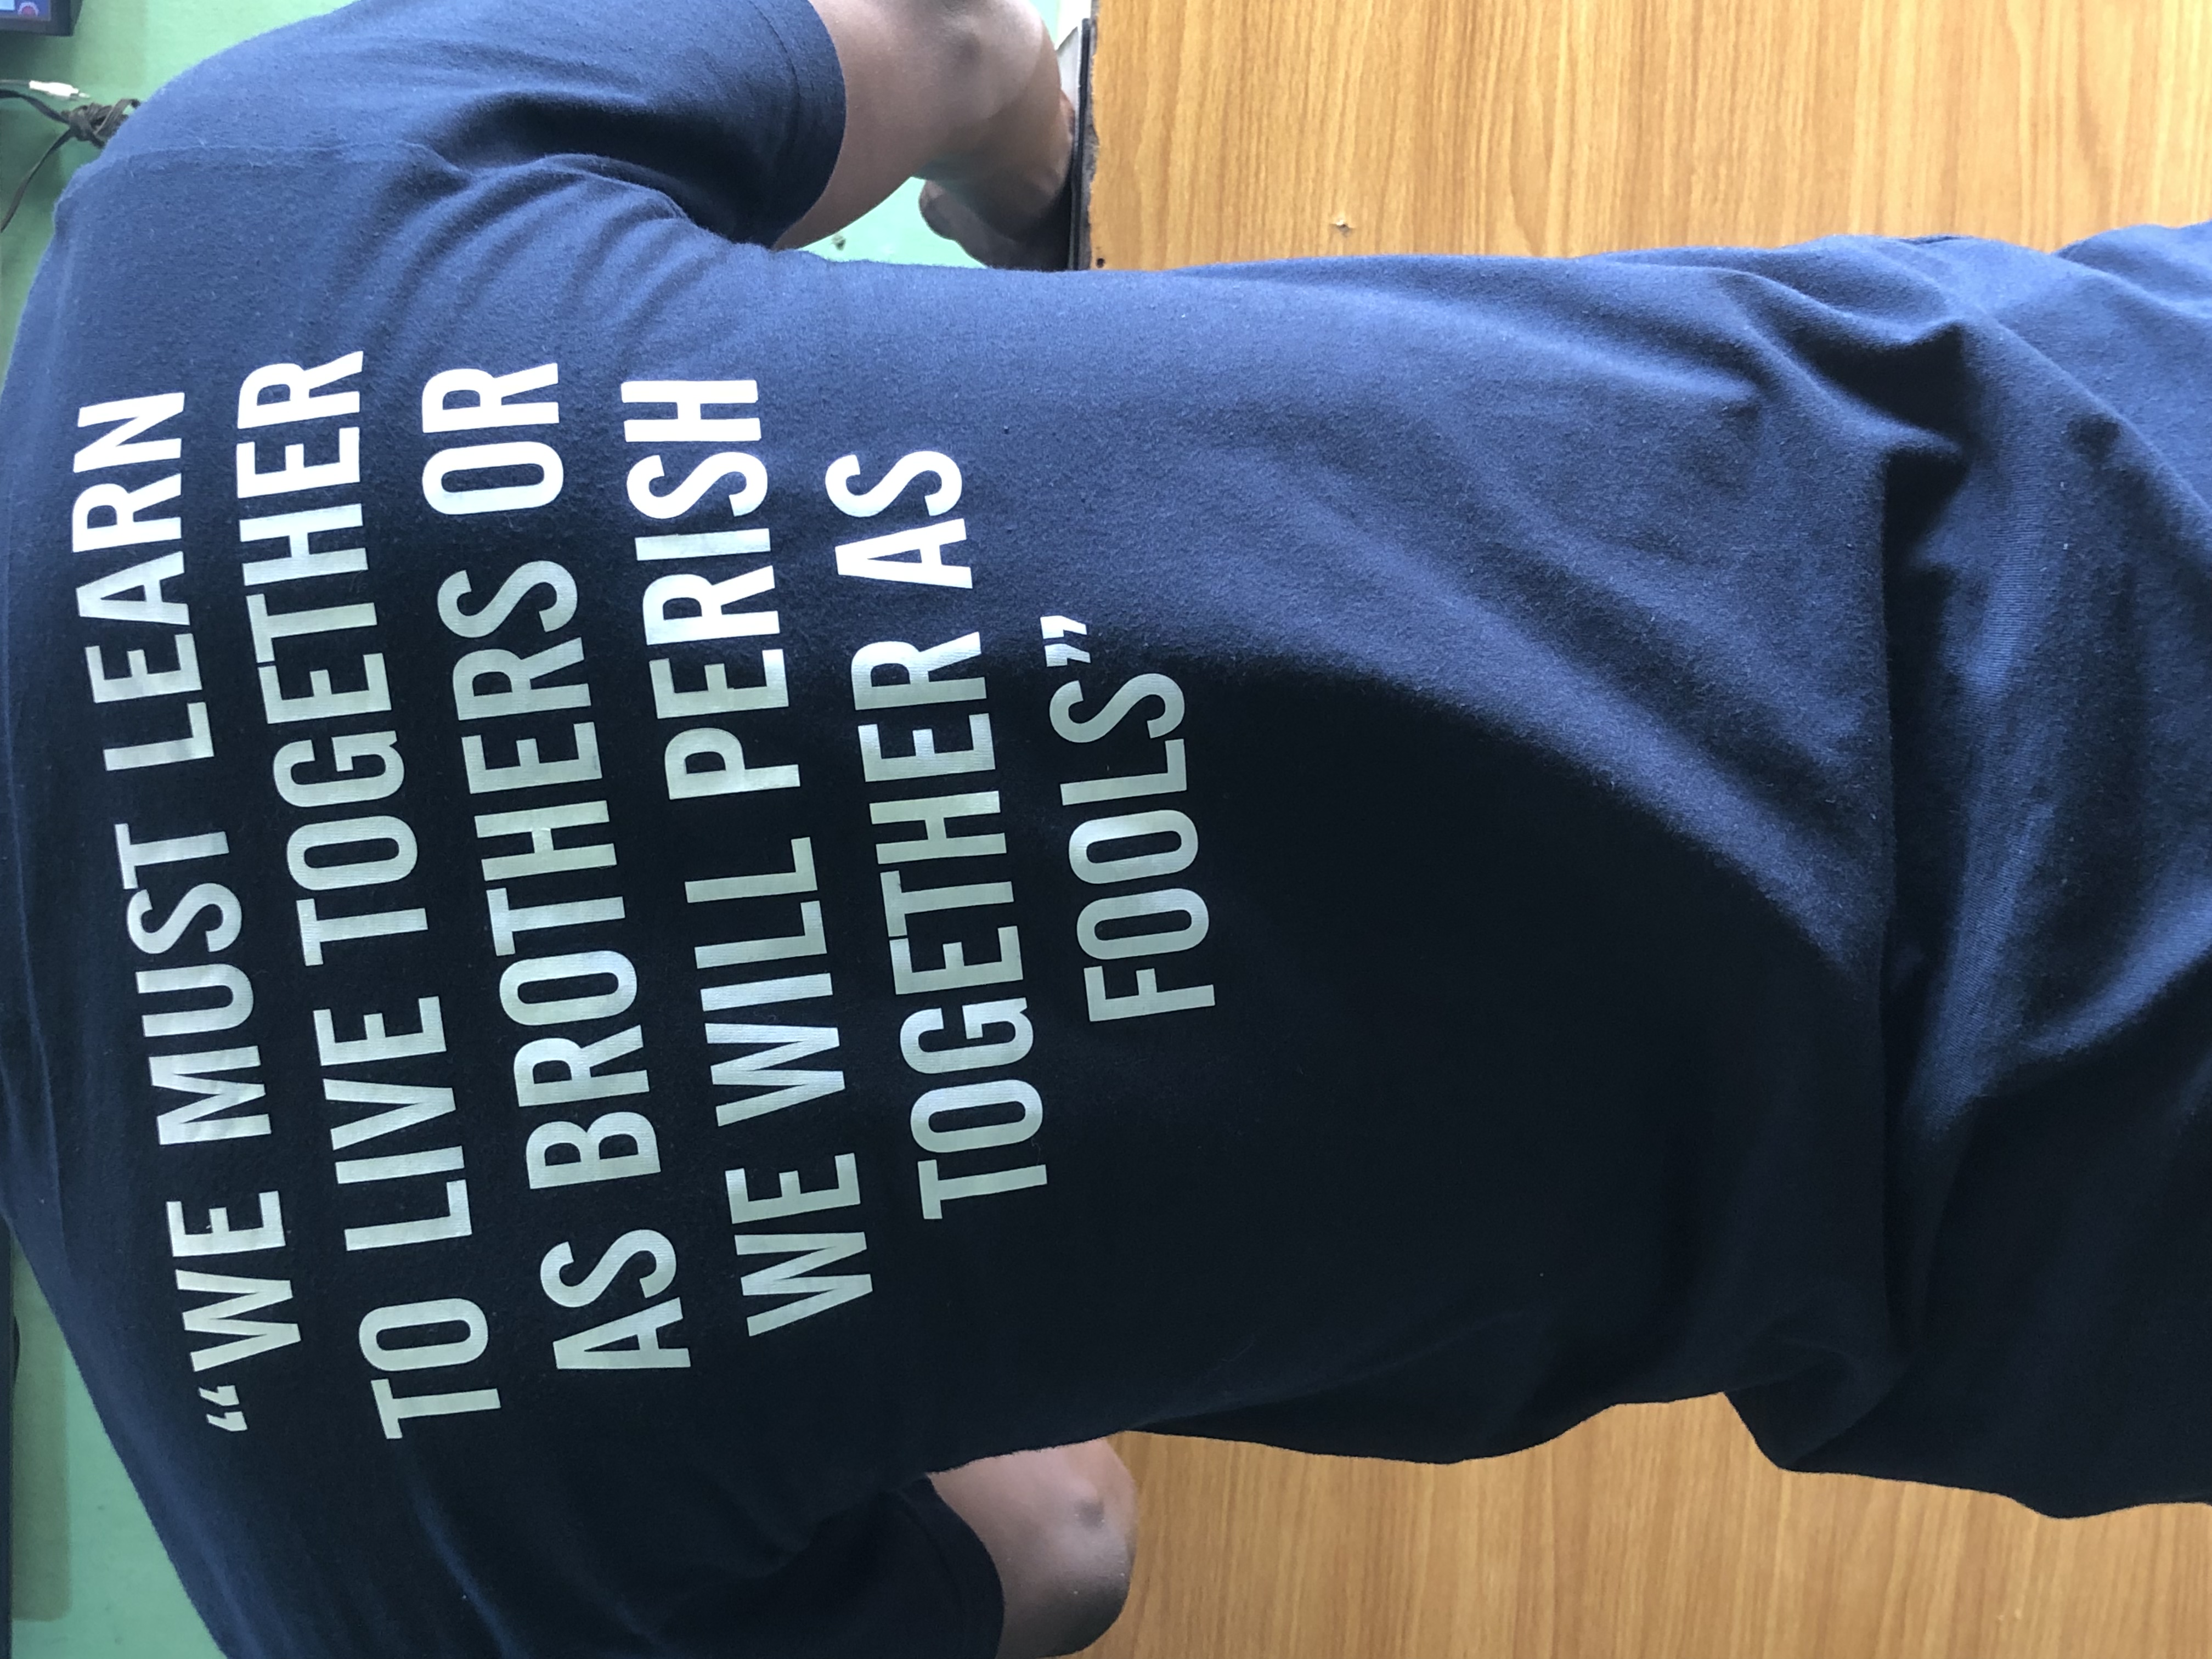 “WE MUST LEARN
TO LIVE TOGETHER
AS BROTHERS OR
WE WILL PERISH
TOGETHER AS
FOOLS”